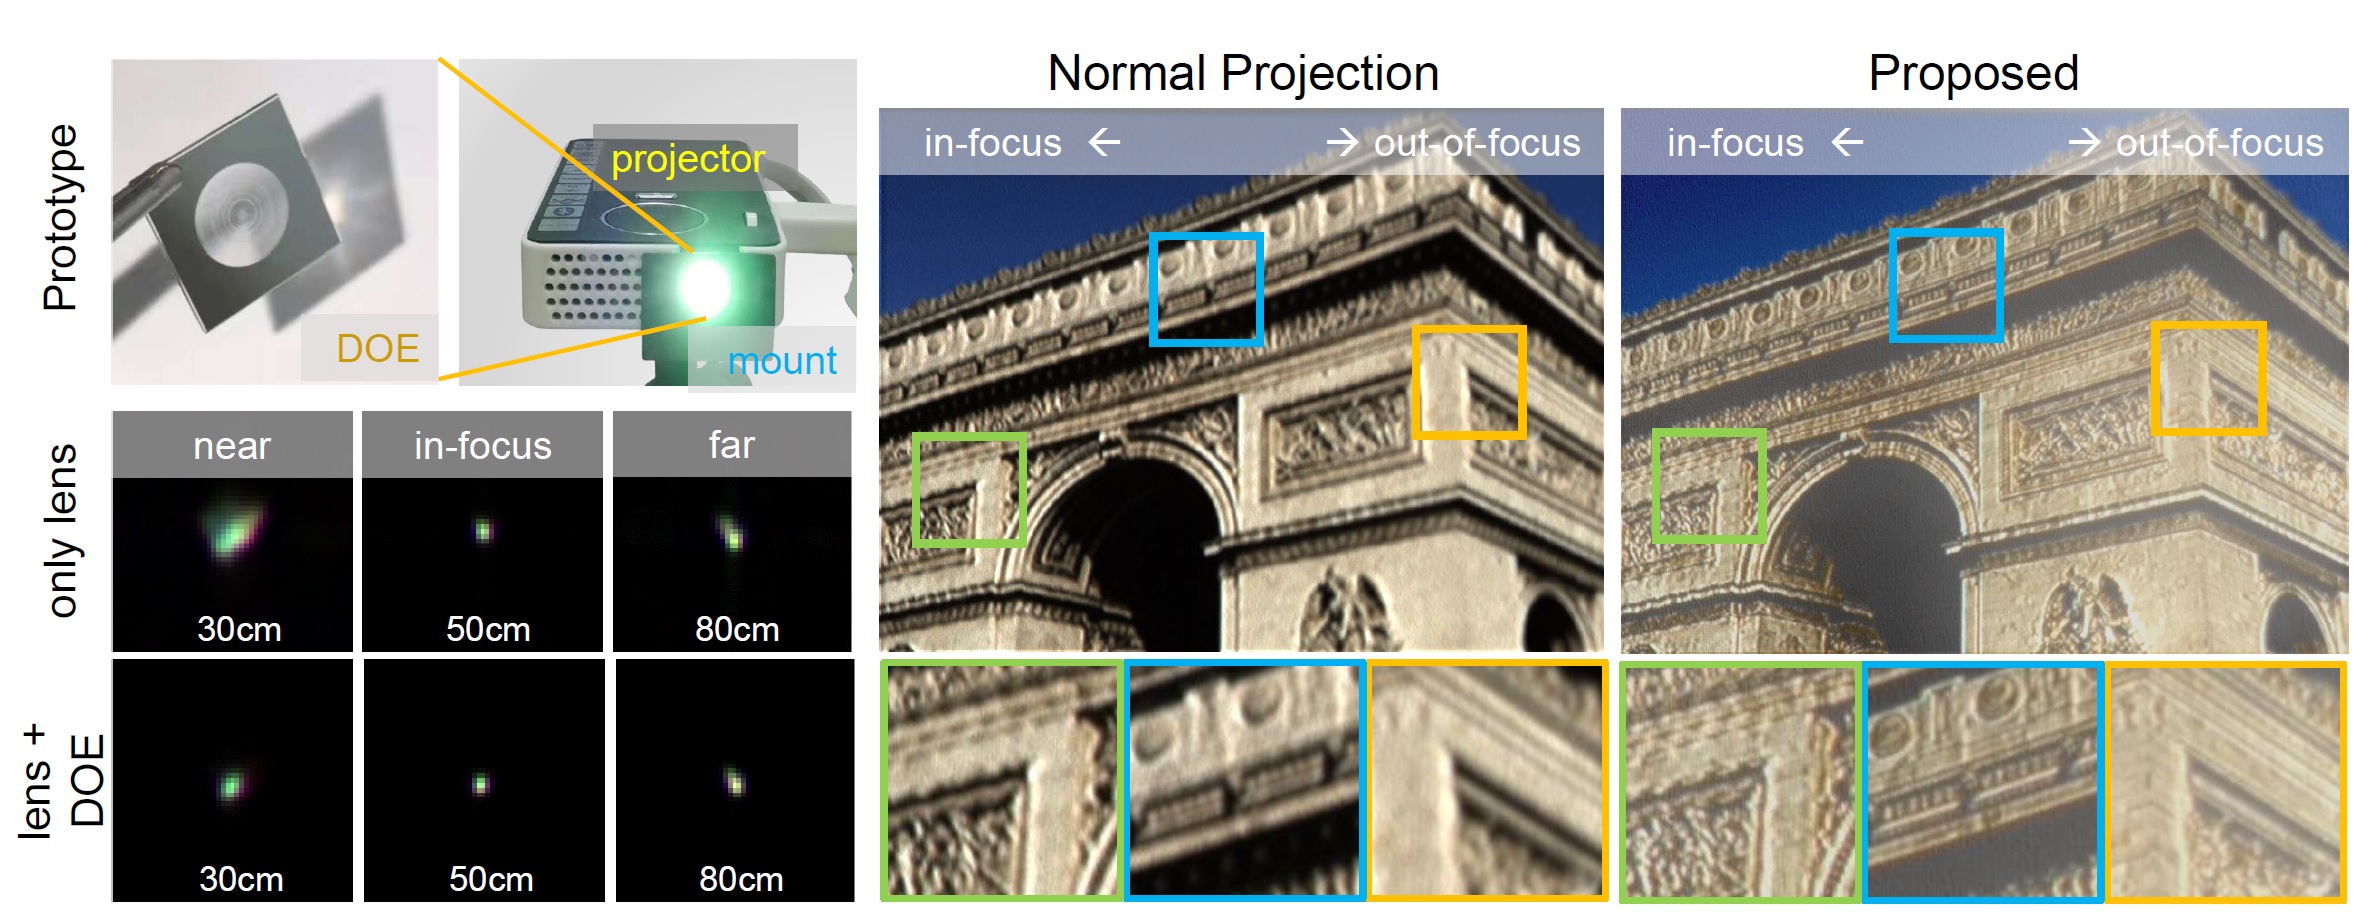 Normal Projection
Proposed
Prototype
DOE
projector
mount
in-focus ←
→ out-of-focus
in-focus ←
→ out-of-focus
only lens
near
in-focus
far
30cm
50cm
80cm
lens +
DOE
30cm
50cm
80cm